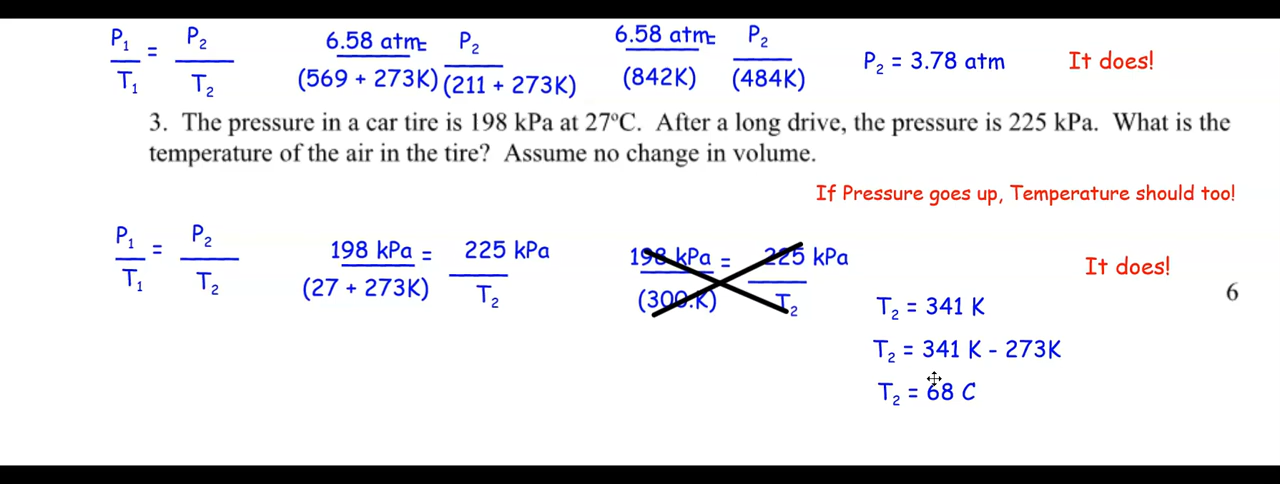 P₁/T₁ = P₂/T₂   6.58 atm/(569 + 273K) = P₂/(211 + 273K)   6.58 atm/(842K) = P₂/(484K)   P₂ = 3.78 atm   It does!
3. The pressure in a car tire is 198 kPa at 27ºC. After a long drive, the pressure is 225 kPa. What is the
temperature of the air in the tire? Assume no change in volume.
If Pressure goes up, Temperature should too!
P₁/T₁ = P₂/T₂   198 kPa/(27 + 273K) = 225 kPa/T₂   198 kPa/(300.K) = 225 kPa/T₂   It does!
6
T₂ = 341 K
T₂ = 341 K - 273K
T₂ = 68 C